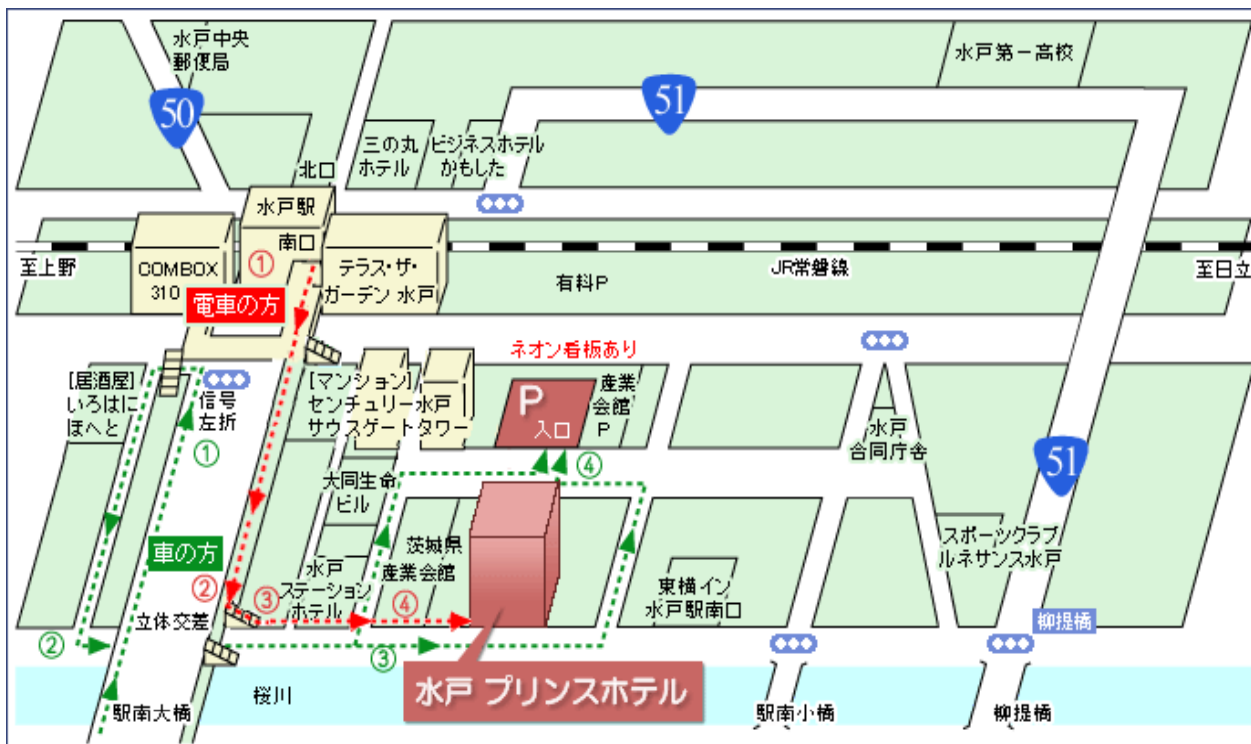 水戸中央
郵便局
50
51
水戸第一高校
三の丸
ホテル
ビジネスホテル
かもした
北口
水戸駅
南口
①
COMBOX
310
テラス・ザ・
ガーデン 水戸
至上野
JR常磐線
至日立
有料P
電車の方
ネオン看板あり
[居酒屋]
いろはに
ほへと
信号
左折
①
[マンション]
センチュリー
サウスゲート
水戸
タワー
P
入口
産業
会館
P
水戸
合同庁舎
51
④
大同生命
ビル
車の方
茨城県
産業会館
スポーツクラブ
ルネサンス水戸
水戸
ステーション
ホテル
東横イン
水戸駅南口
②
③
④
立体交差
②
③
柳提橋
水戸 プリンスホテル
桜川
駅南大橋
駅南小橋
柳提橋